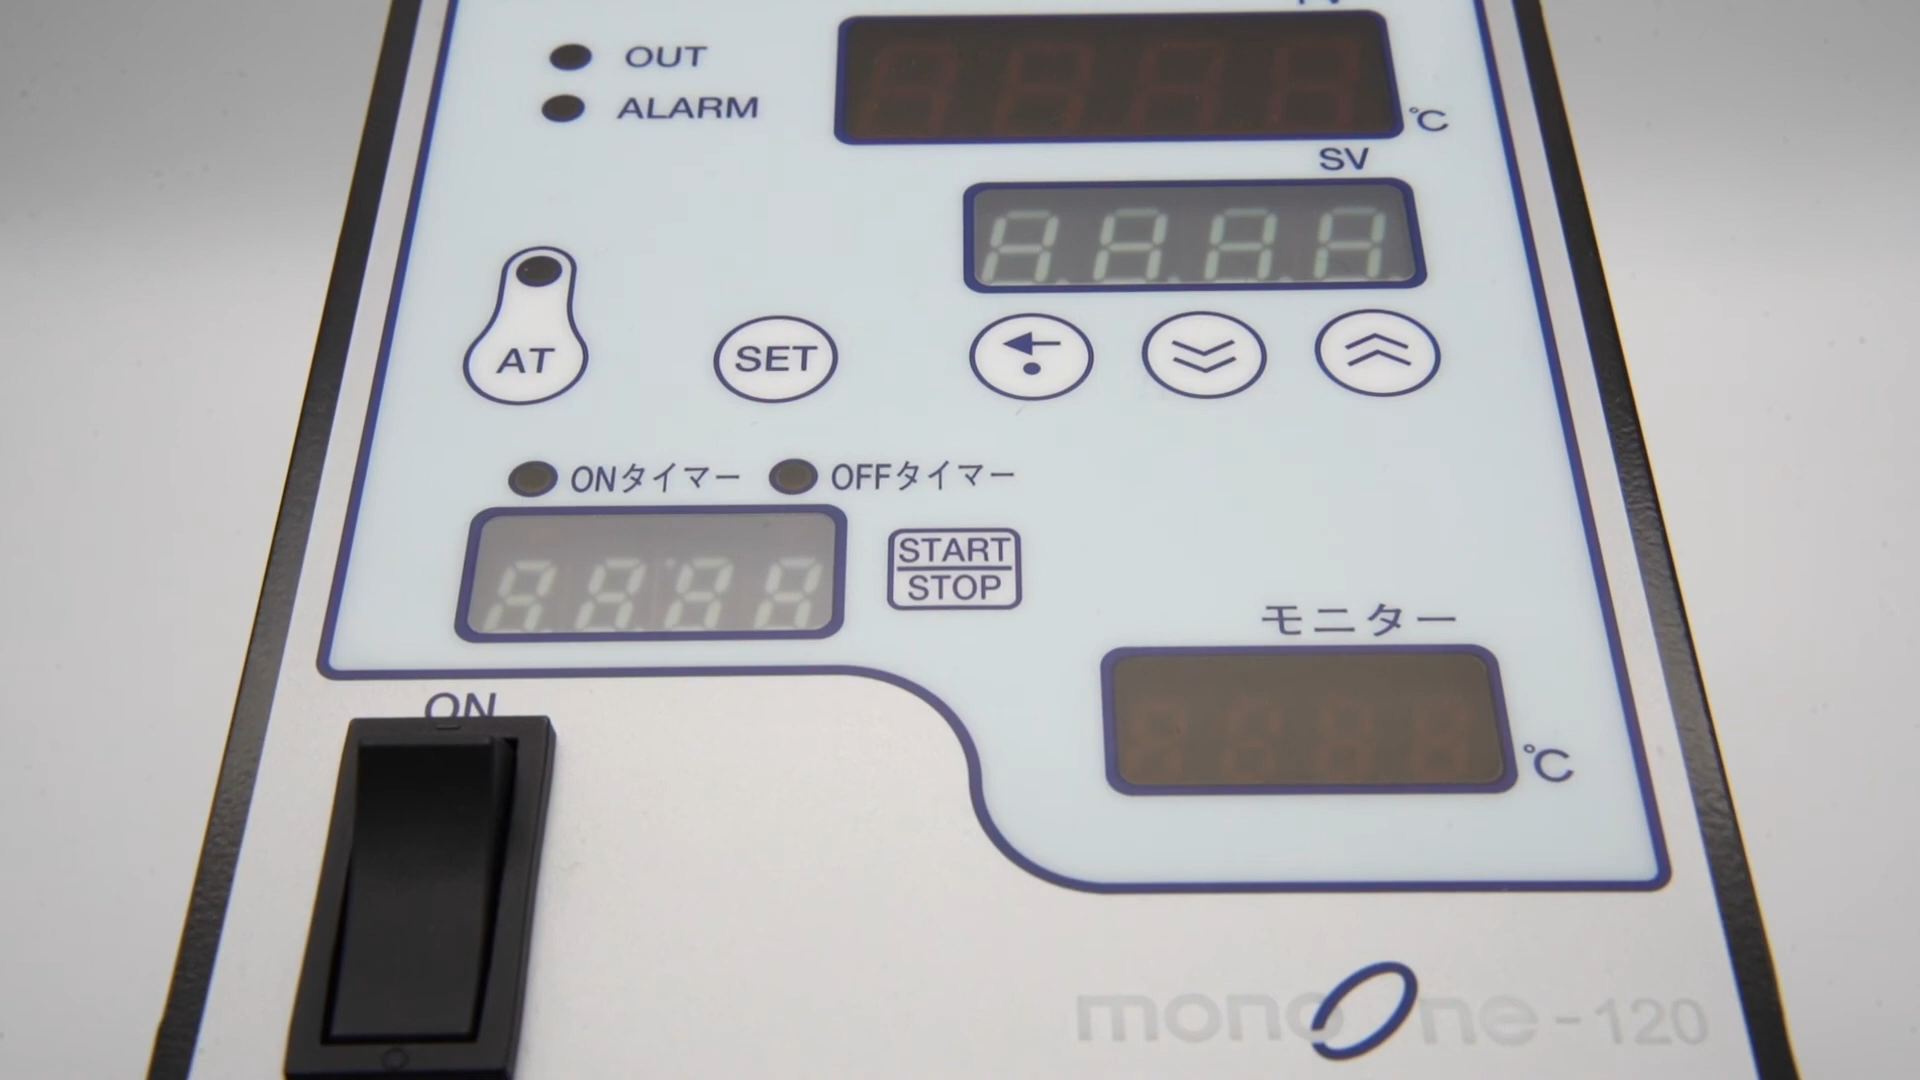 OUT
ALARM
℃
SV
AT
SET
ONタイマー
OFFタイマー
START
STOP
モニター
℃
ON
monoOne-120